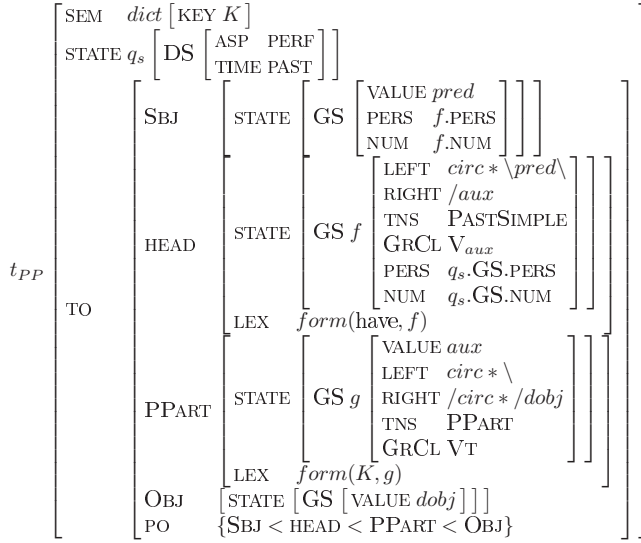 SEM dict [KEY K]
STATE q_s [DS [ASP PERF
TIME PAST]]
SBJ [STATE [GS [VALUE pred
PERS f.PERS
NUM f.NUM]]]
HEAD [STATE [GS f [LEFT circ * \pred\
RIGHT /aux
TNS PASTSIMPLE
GRCL V_aux
PERS q_s.GS.PERS
NUM q_s.GS.NUM]]
LEX form(have, f)]
t_PP
TO
PPART [STATE [GS g [VALUE aux
LEFT circ * \
RIGHT /circ * /dobj
TNS PPART
GRCL VT]]
LEX form(K, g)]
OBJ [STATE [GS [VALUE dobj]]]
PO {SBJ < HEAD < PPART < OBJ}